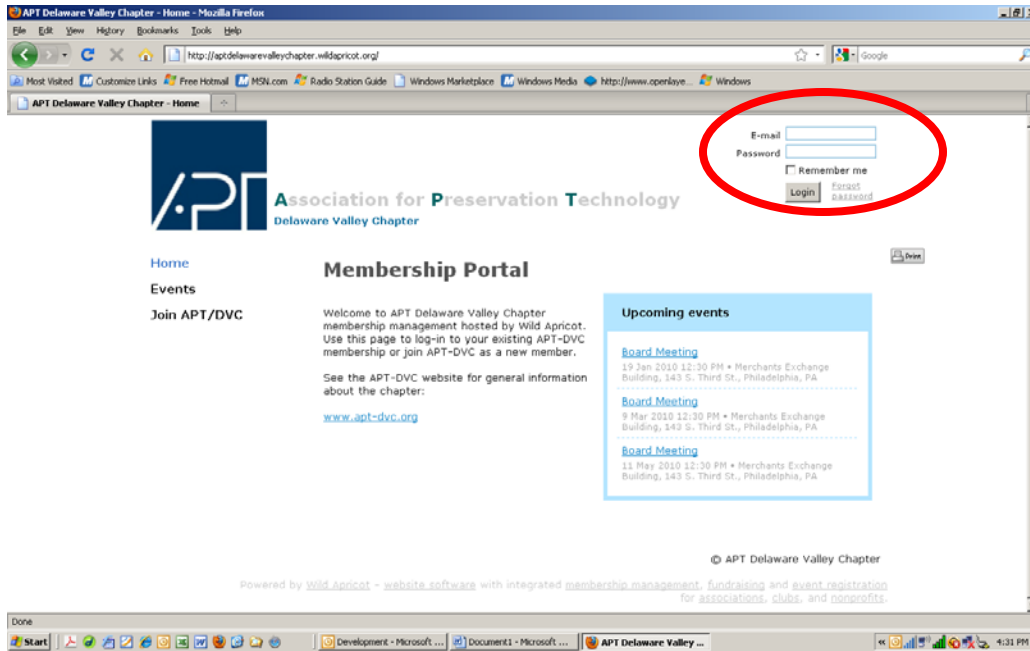 APT Delaware Valley Chapter - Home - Mozilla Firefox
File Edit View History Bookmarks Tools Help
http://aptdelawarevalleychapter.wildapricot.org/
Google
Most Visited Customize Links Free Hotmail MSN.com Radio Station Guide Windows Marketplace Windows Media http://www.openlaye... Windows
APT Delaware Valley Chapter - Home
E-mail
Password
Remember me
Login Forgot password
APT
Association for Preservation Technology
Delaware Valley Chapter
Print
Home
Events
Join APT/DVC
Membership Portal
Welcome to APT Delaware Valley Chapter
membership management hosted by Wild Apricot.
Use this page to log-in to your existing APT-DVC
membership or join APT-DVC as a new member.
See the APT-DVC website for general information
about the chapter:
www.apt-dvc.org
Upcoming events
Board Meeting
19 Jan 2010 12:30 PM • Merchants Exchange
Building, 143 S. Third St., Philadelphia, PA
Board Meeting
9 Mar 2010 12:30 PM • Merchants Exchange
Building, 143 S. Third St., Philadelphia, PA
Board Meeting
11 May 2010 12:30 PM • Merchants Exchange
Building, 143 S. Third St., Philadelphia, PA
© APT Delaware Valley Chapter
Powered by Wild Apricot - website software with integrated membership management, fundraising and event registration
for associations, clubs, and nonprofits.
Done
Start Development - Microsoft ... Document1 - Microsoft ... APT Delaware Valley ... 4:31 PM